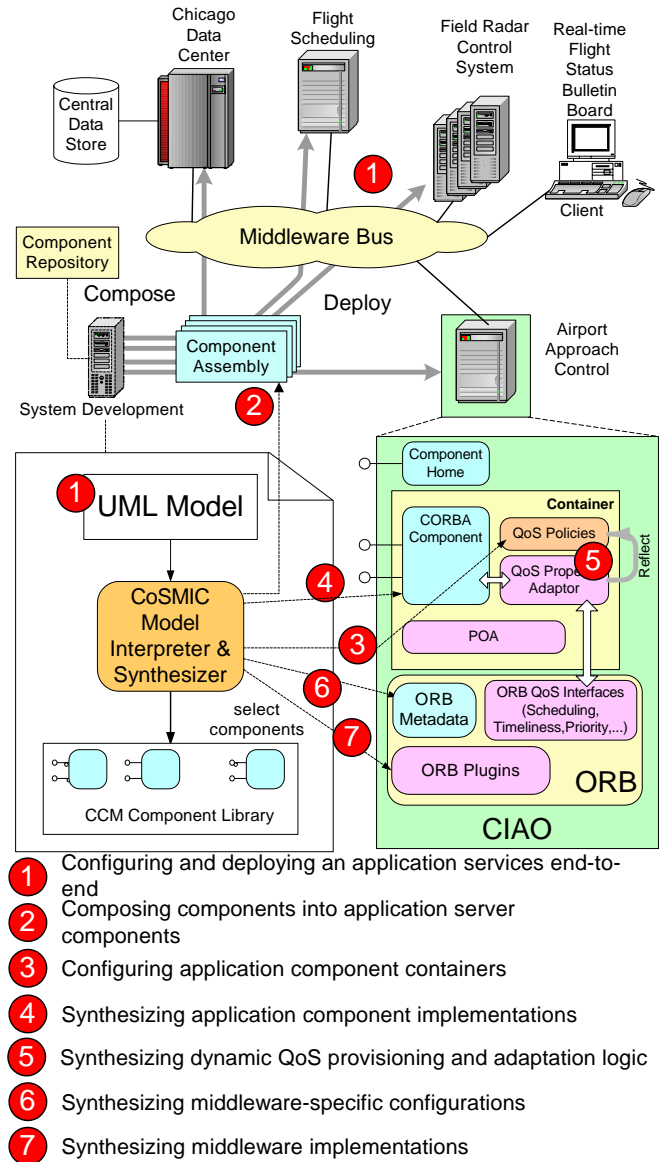 Chicago
Data
Center
Flight
Scheduling
Field Radar
Control
System
Real-time
Flight
Status
Bulletin
Board
Central
Data
Store
1
Client
Middleware Bus
Component
Repository
Compose
Deploy
Component
Assembly
Airport
Approach
Control
System Development
2
1
UML Model
CoSMIC
Model
Interpreter &
Synthesizer
select
components
CCM Component Library
Component
Home
Container
CORBA
Component
QoS Policies
QoS Prope
Adaptor
5
Reflect
4
3
POA
6
7
ORB
Metadata
ORB QoS Interfaces
(Scheduling,
Timeliness,Priority,...)
ORB Plugins
ORB
CIAO
1 Configuring and deploying an application services end-to-
end
2 Composing components into application server
components
3 Configuring application component containers
4 Synthesizing application component implementations
5 Synthesizing dynamic QoS provisioning and adaptation logic
6 Synthesizing middleware-specific configurations
7 Synthesizing middleware implementations